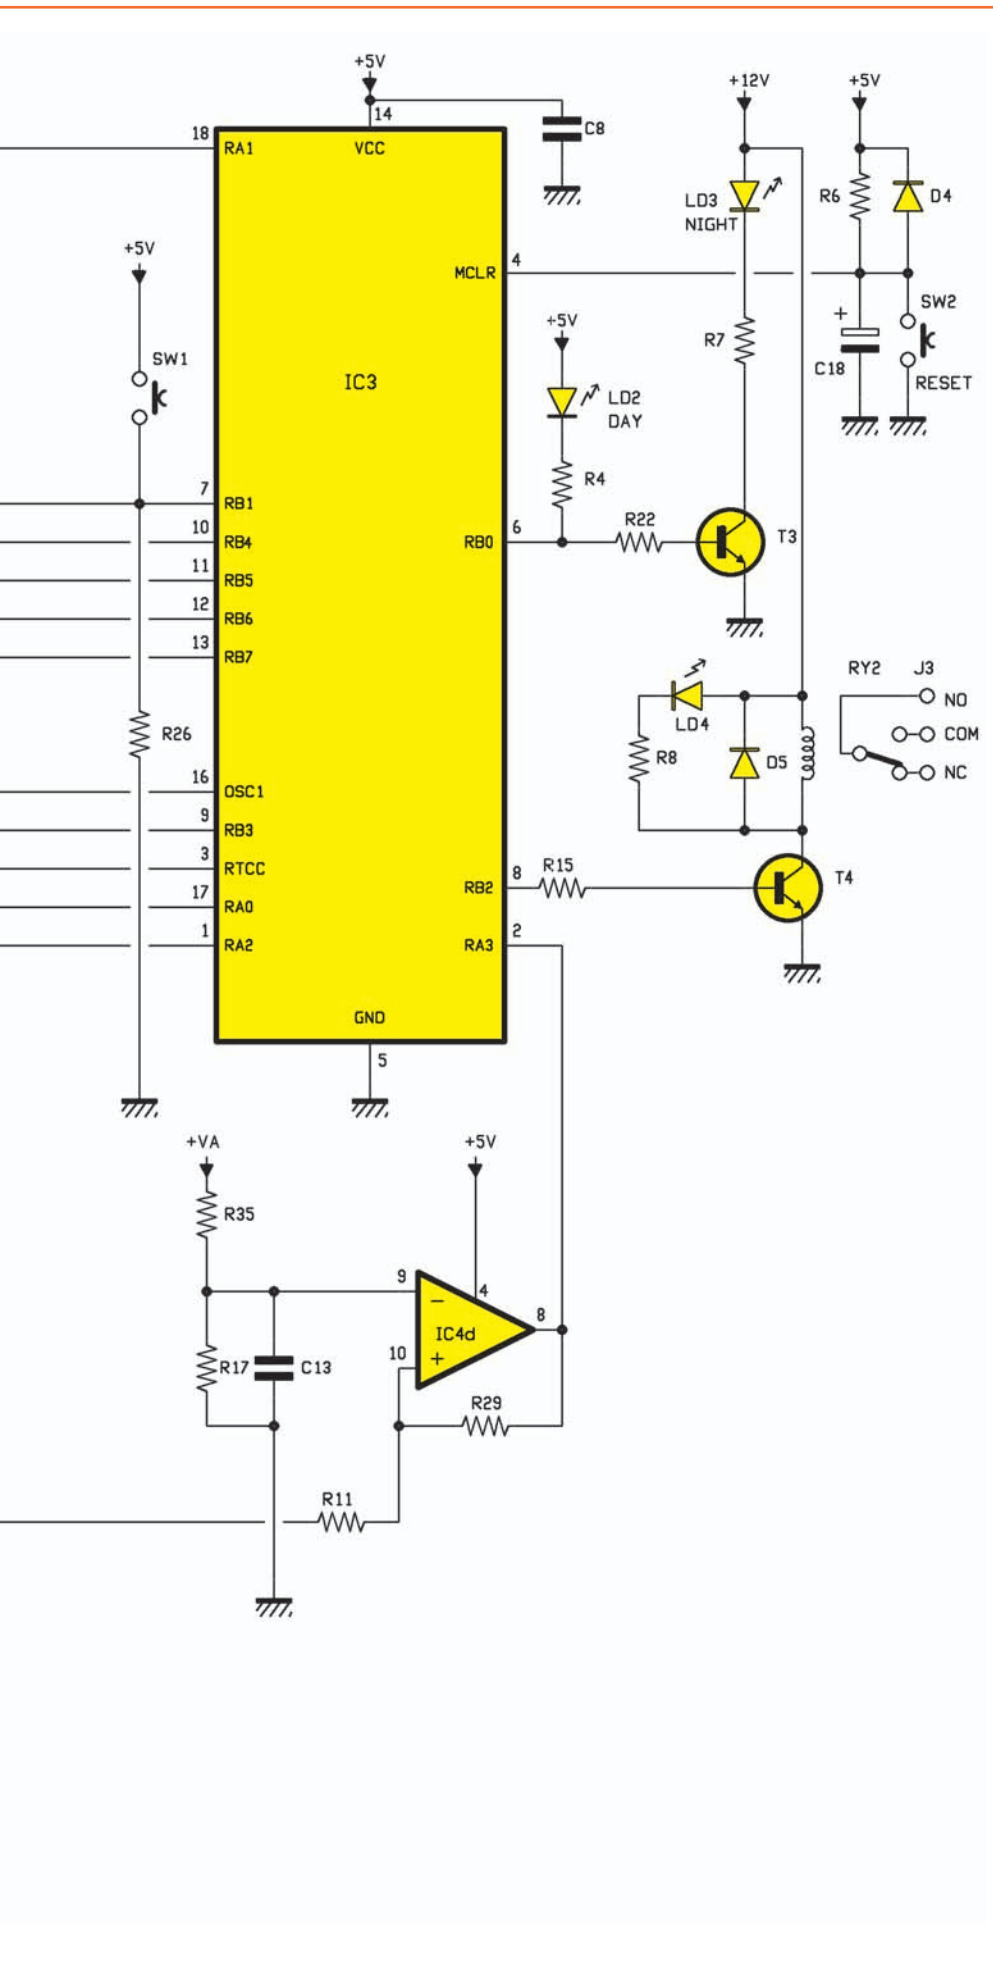 +5V
14
C8
+12V
+5V
18
RA1
VCC
LD3
NIGHT
R6
D4
+5V
MCLR
4
SW2
+
+5V
R7
SW1
C18
RESET
IC3
LD2
DAY
R4
7
RB1
10
RB4
RB0
6
R22
T3
11
RB5
12
RB6
13
RB7
RY2
J3
NO
LD4
R26
COM
R8
D5
NC
16
OSC1
9
RB3
3
RTCC
R15
T4
17
RA0
RB2
8
1
RA2
RA3
2
GND
5
+VA
+5V
R35
9
−
4
IC4d
8
10
+
R17
C13
R29
R11